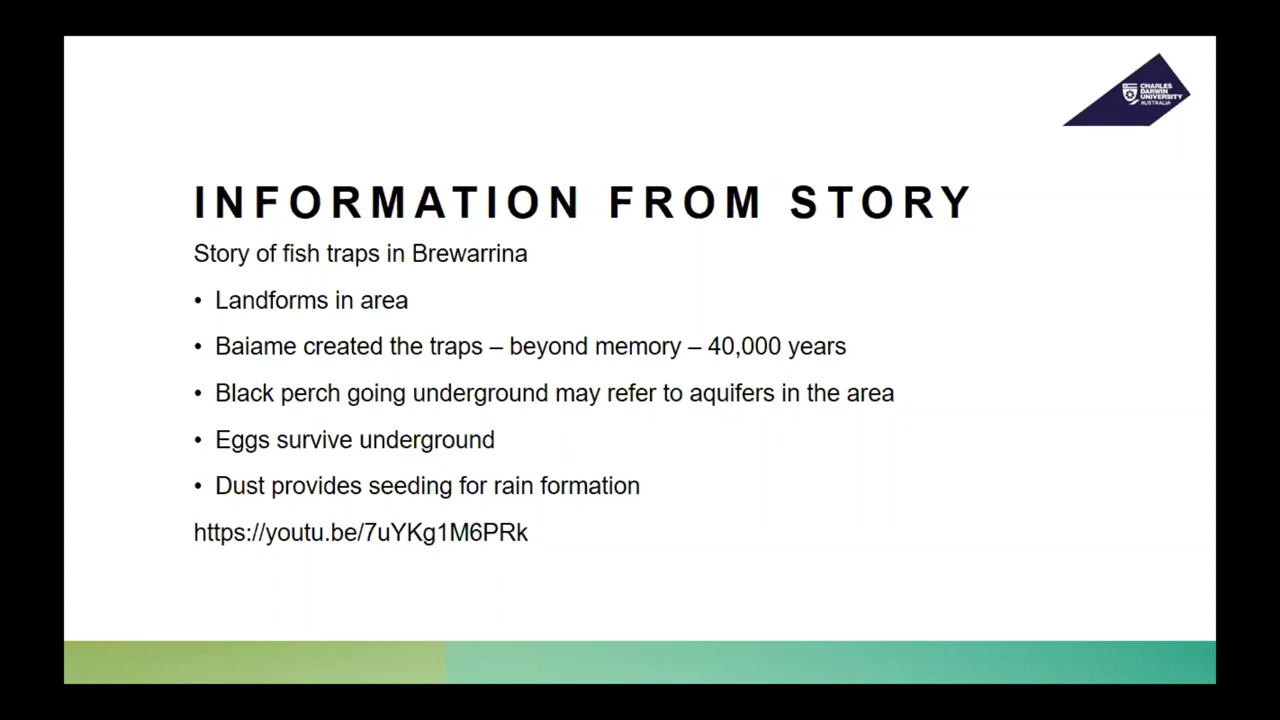 CHARLES
DARWIN
UNIVERSITY
AUSTRALIA
INFORMATION FROM STORY
Story of fish traps in Brewarrina
• Landforms in area
• Baiame created the traps – beyond memory – 40,000 years
• Black perch going underground may refer to aquifers in the area
• Eggs survive underground
• Dust provides seeding for rain formation
https://youtu.be/7uYKg1M6PRk